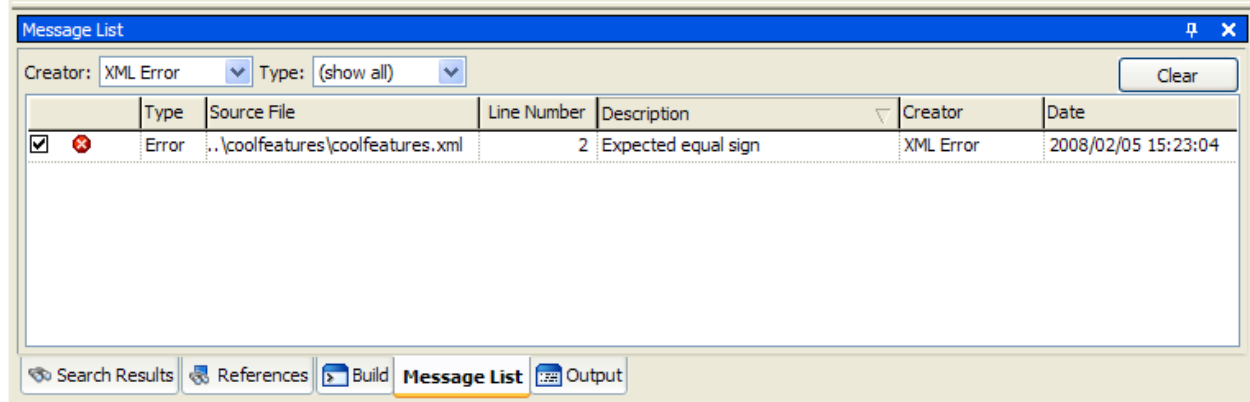 Message List
Creator: XML Error Type: (show all) Clear
Type Source File Line Number Description Creator Date
Error ..\coolfeatures\coolfeatures.xml 2 Expected equal sign XML Error 2008/02/05 15:23:04
Search Results References Build Message List Output